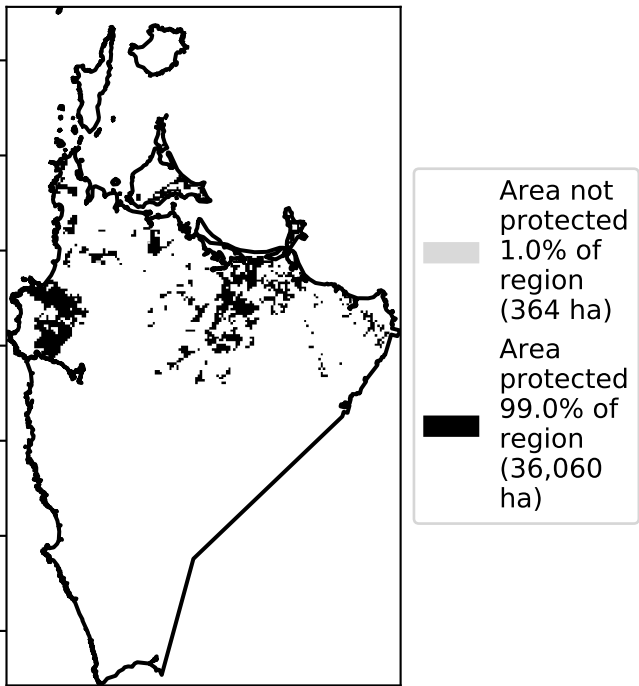 Area not
protected
1.0% of
region
(364 ha)
Area
protected
99.0% of
region
(36,060
ha)